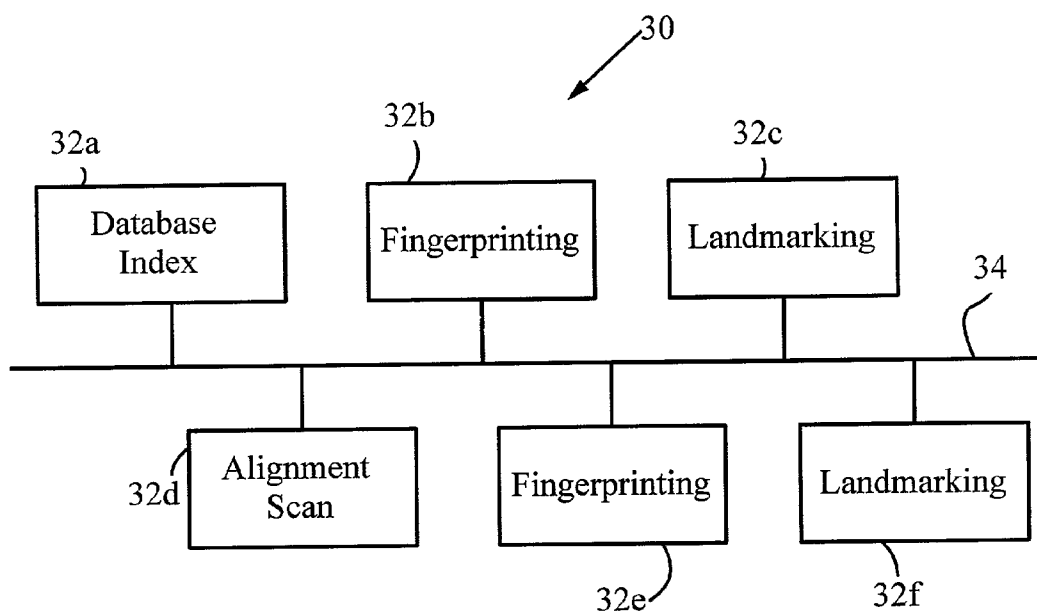 30
32a
32b
32c
Database
Index
Fingerprinting
Landmarking
34
32d
Alignment
Scan
Fingerprinting
Landmarking
32e
32f